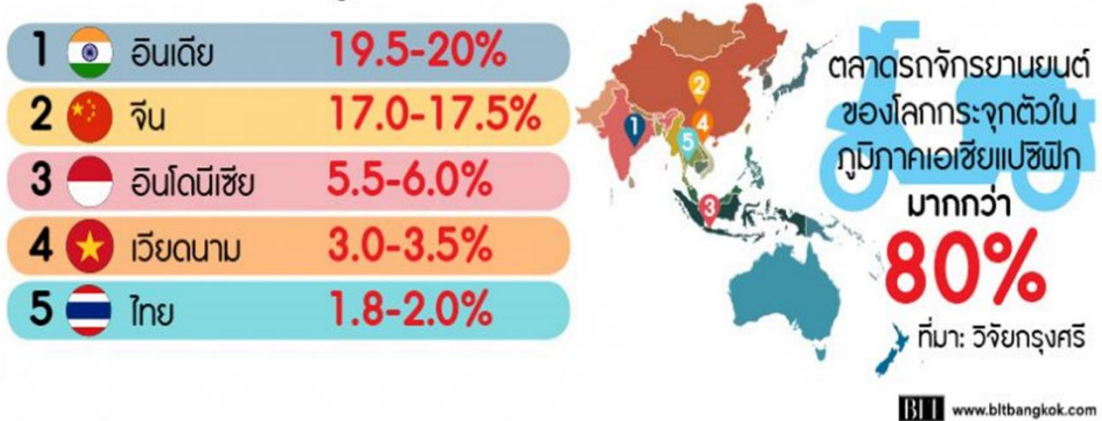 1 อินเดีย 19.5-20%
2 จีน 17.0-17.5%
3 อินโดนีเซีย 5.5-6.0%
4 เวียดนาม 3.0-3.5%
5 ไทย 1.8-2.0%
2
1
4
5
3
ตลาดรถจักรยานยนต์
ของโลกกระจุกตัวใน
ภูมิภาคเอเชียแปซิฟิก
มากกว่า
80%
ที่มา: วิจัยกรุงศรี
BLT www.bltbangkok.com